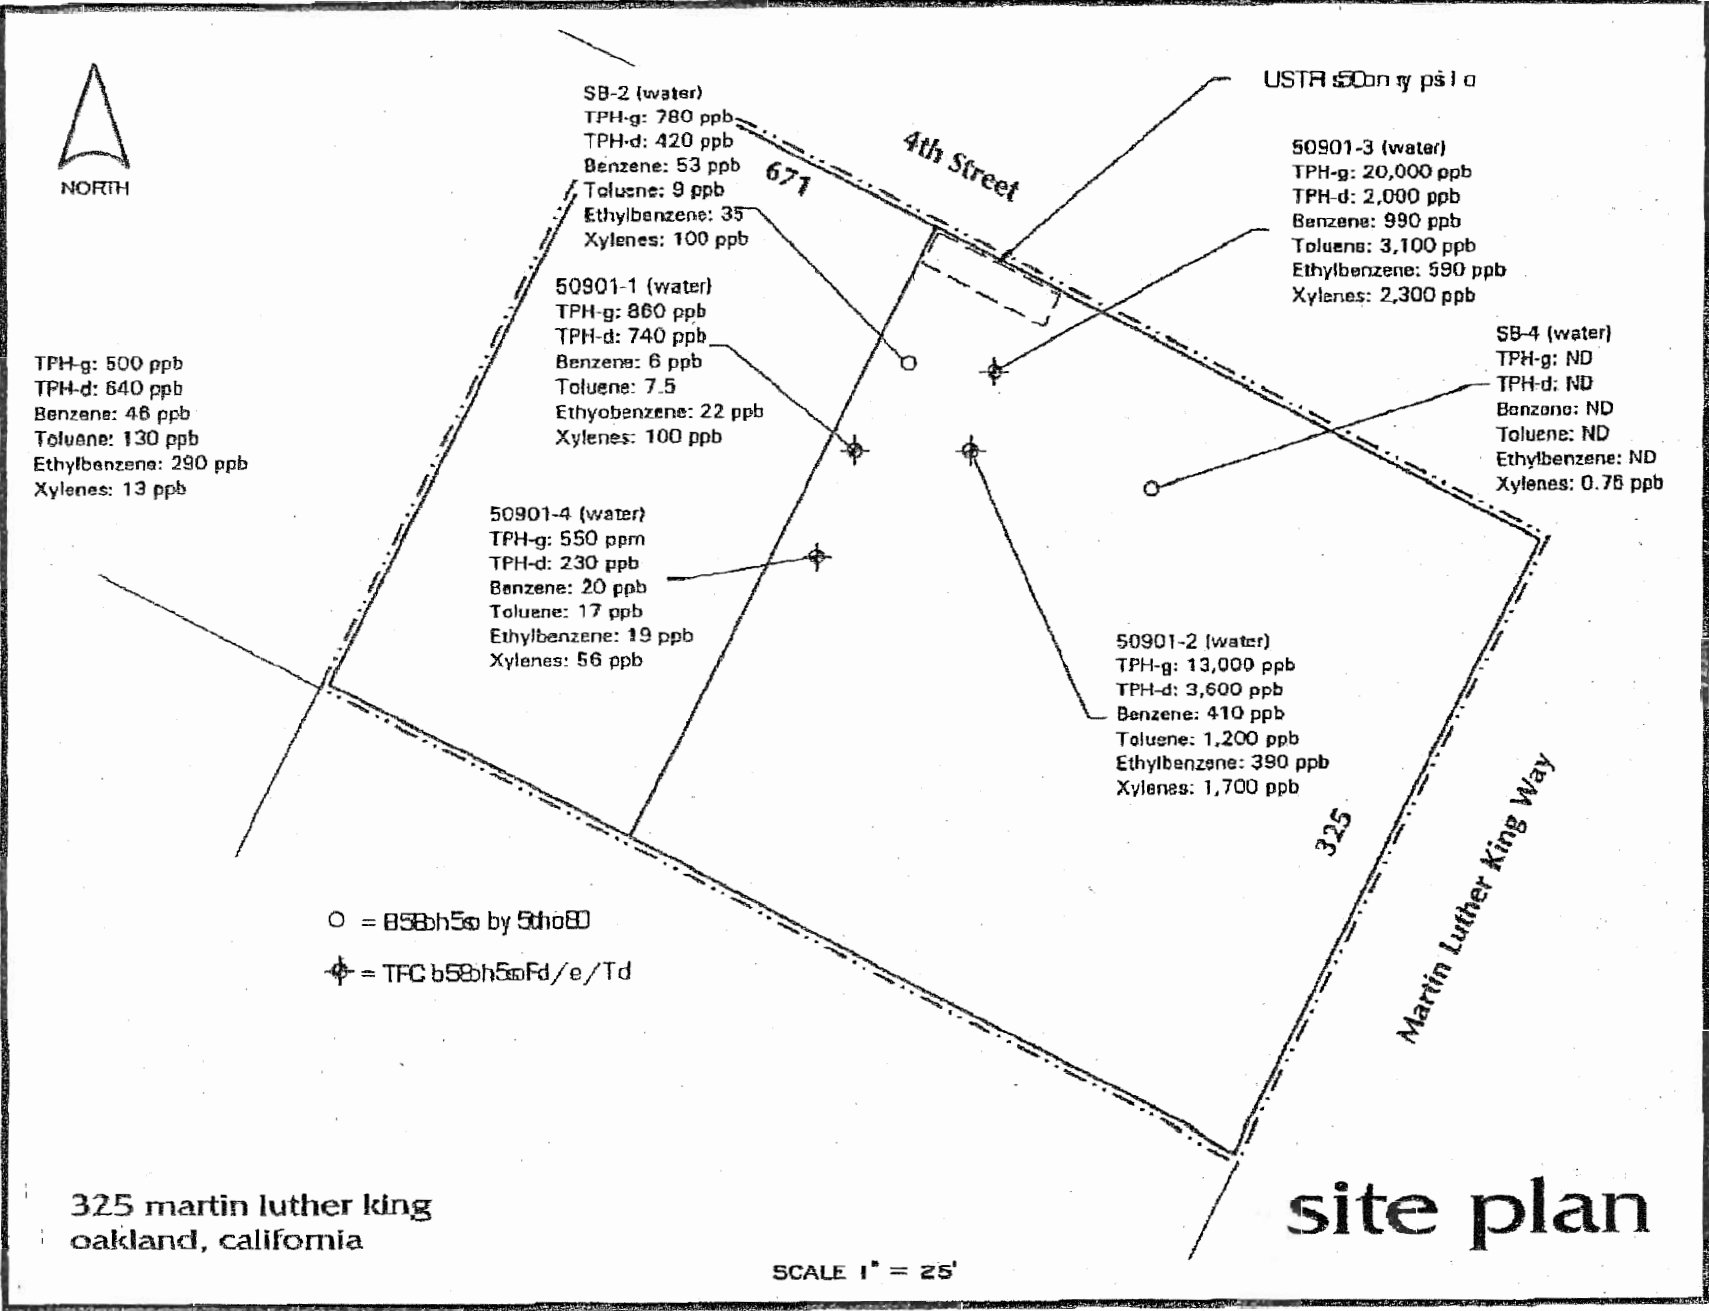 NORTH
SB-2 (water)
TPH-g: 780 ppb
TPH-d: 420 ppb
Benzene: 53 ppb
Toluene: 9 ppb
Ethylbenzene: 35
Xylenes: 100 ppb
671
4th Street
50901-3 (water)
TPH-g: 20,000 ppb
TPH-d: 2,000 ppb
Benzene: 990 ppb
Toluene: 3,100 ppb
Ethylbenzene: 590 ppb
Xylenes: 2,300 ppb
50901-1 (water)
TPH-g: 860 ppb
TPH-d: 740 ppb
Benzene: 6 ppb
Toluene: 7.5
Ethyobenzene: 22 ppb
Xylenes: 100 ppb
SB-4 (water)
TPH-g: ND
TPH-d: ND
Benzene: ND
Toluene: ND
Ethylbenzene: ND
Xylenes: 0.76 ppb
TPH-g: 500 ppb
TPH-d: 640 ppb
Benzene: 46 ppb
Toluene: 130 ppb
Ethylbenzene: 290 ppb
Xylenes: 13 ppb
50901-4 (water)
TPH-g: 550 ppm
TPH-d: 230 ppb
Benzene: 20 ppb
Toluene: 17 ppb
Ethylbenzene: 19 ppb
Xylenes: 56 ppb
50901-2 (water)
TPH-g: 13,000 ppb
TPH-d: 3,600 ppb
Benzene: 410 ppb
Toluene: 1,200 ppb
Ethylbenzene: 390 ppb
Xylenes: 1,700 ppb
325
Martin Luther King Way
= by
=
325 martin luther king
oakland, california
site plan
SCALE 1" = 25'